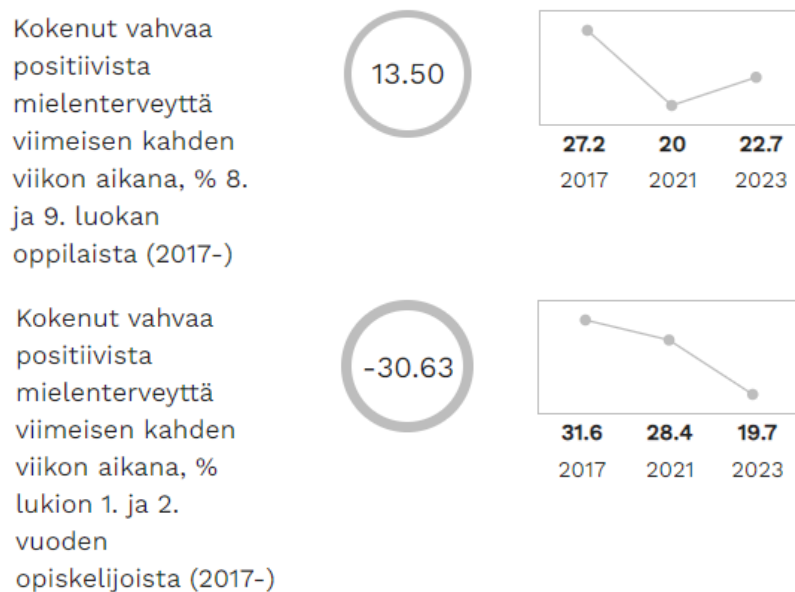 Kokenut vahvaa
positiivista
mielenterveyttä
viimeisen kahden
viikon aikana, % 8.
ja 9. luokan
oppilaista (2017-)
13.50
27.2 20 22.7
2017 2021 2023
Kokenut vahvaa
positiivista
mielenterveyttä
viimeisen kahden
viikon aikana, %
lukion 1. ja 2.
vuoden
opiskelijoista (2017-)
-30.63
31.6 28.4 19.7
2017 2021 2023